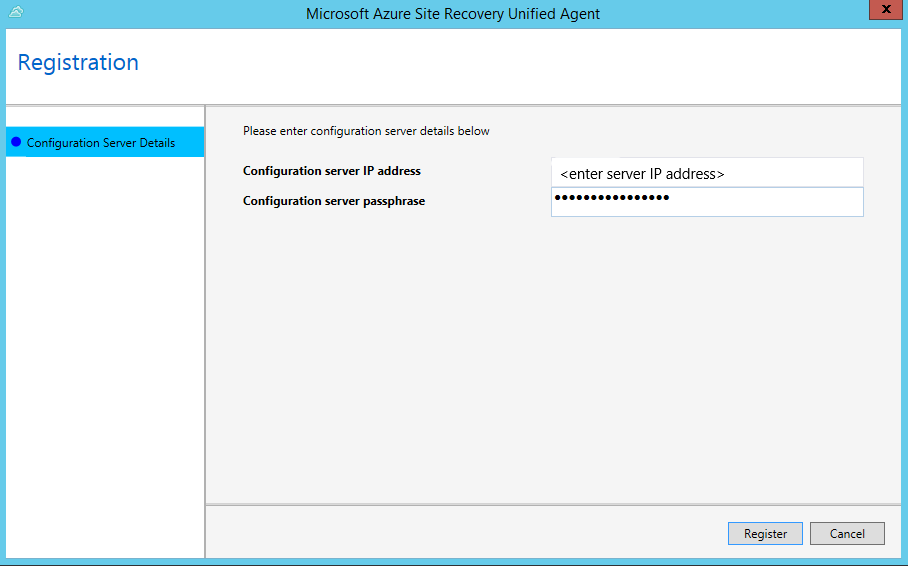 Microsoft Azure Site Recovery Unified Agent
x
Registration
Configuration Server Details
Please enter configuration server details below
Configuration server IP address
<enter server IP address>
Configuration server passphrase
••••••••••••••••
Register
Cancel